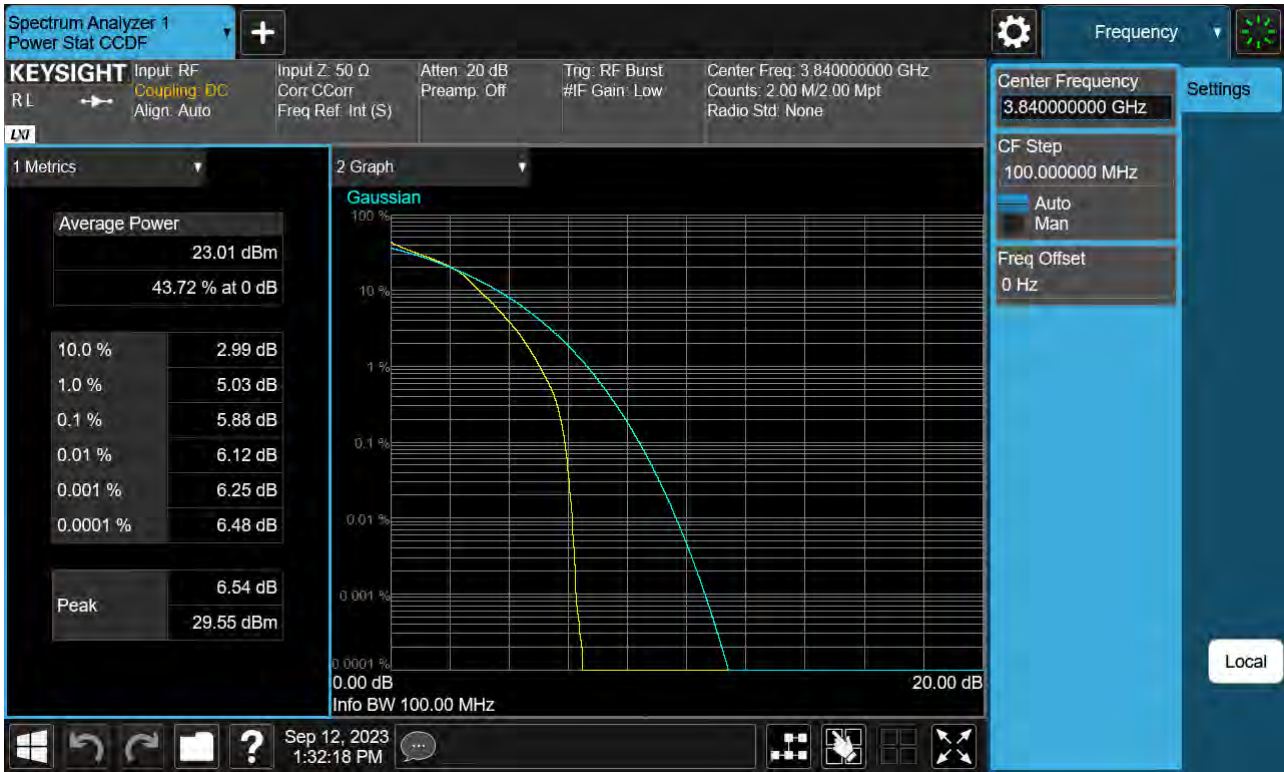 Spectrum Analyzer 1
Power Stat CCDF
+
Frequency
KEYSIGHT
R L
LXI
Input: RF
Coupling: DC
Align: Auto
Input Z: 50 Ω
Corr CCorr
Freq Ref: Int (S)
Atten: 20 dB
Preamp: Off
Trig: RF Burst
#IF Gain: Low
Center Freq: 3.840000000 GHz
Counts: 2.00 M/2.00 Mpt
Radio Std: None
Center Frequency
3.840000000 GHz
Settings
CF Step
100.000000 MHz
Auto
Man
Freq Offset
0 Hz
1 Metrics
Average Power
23.01 dBm
43.72 % at 0 dB
10.0 % 2.99 dB
1.0 % 5.03 dB
0.1 % 5.88 dB
0.01 % 6.12 dB
0.001 % 6.25 dB
0.0001 % 6.48 dB
Peak 6.54 dB
29.55 dBm
2 Graph
Gaussian
100 %
10 %
1 %
0.1 %
0.01 %
0.001 %
0.0001 %
0.00 dB 20.00 dB
Info BW 100.00 MHz
Local
?
Sep 12, 2023
1:32:18 PM